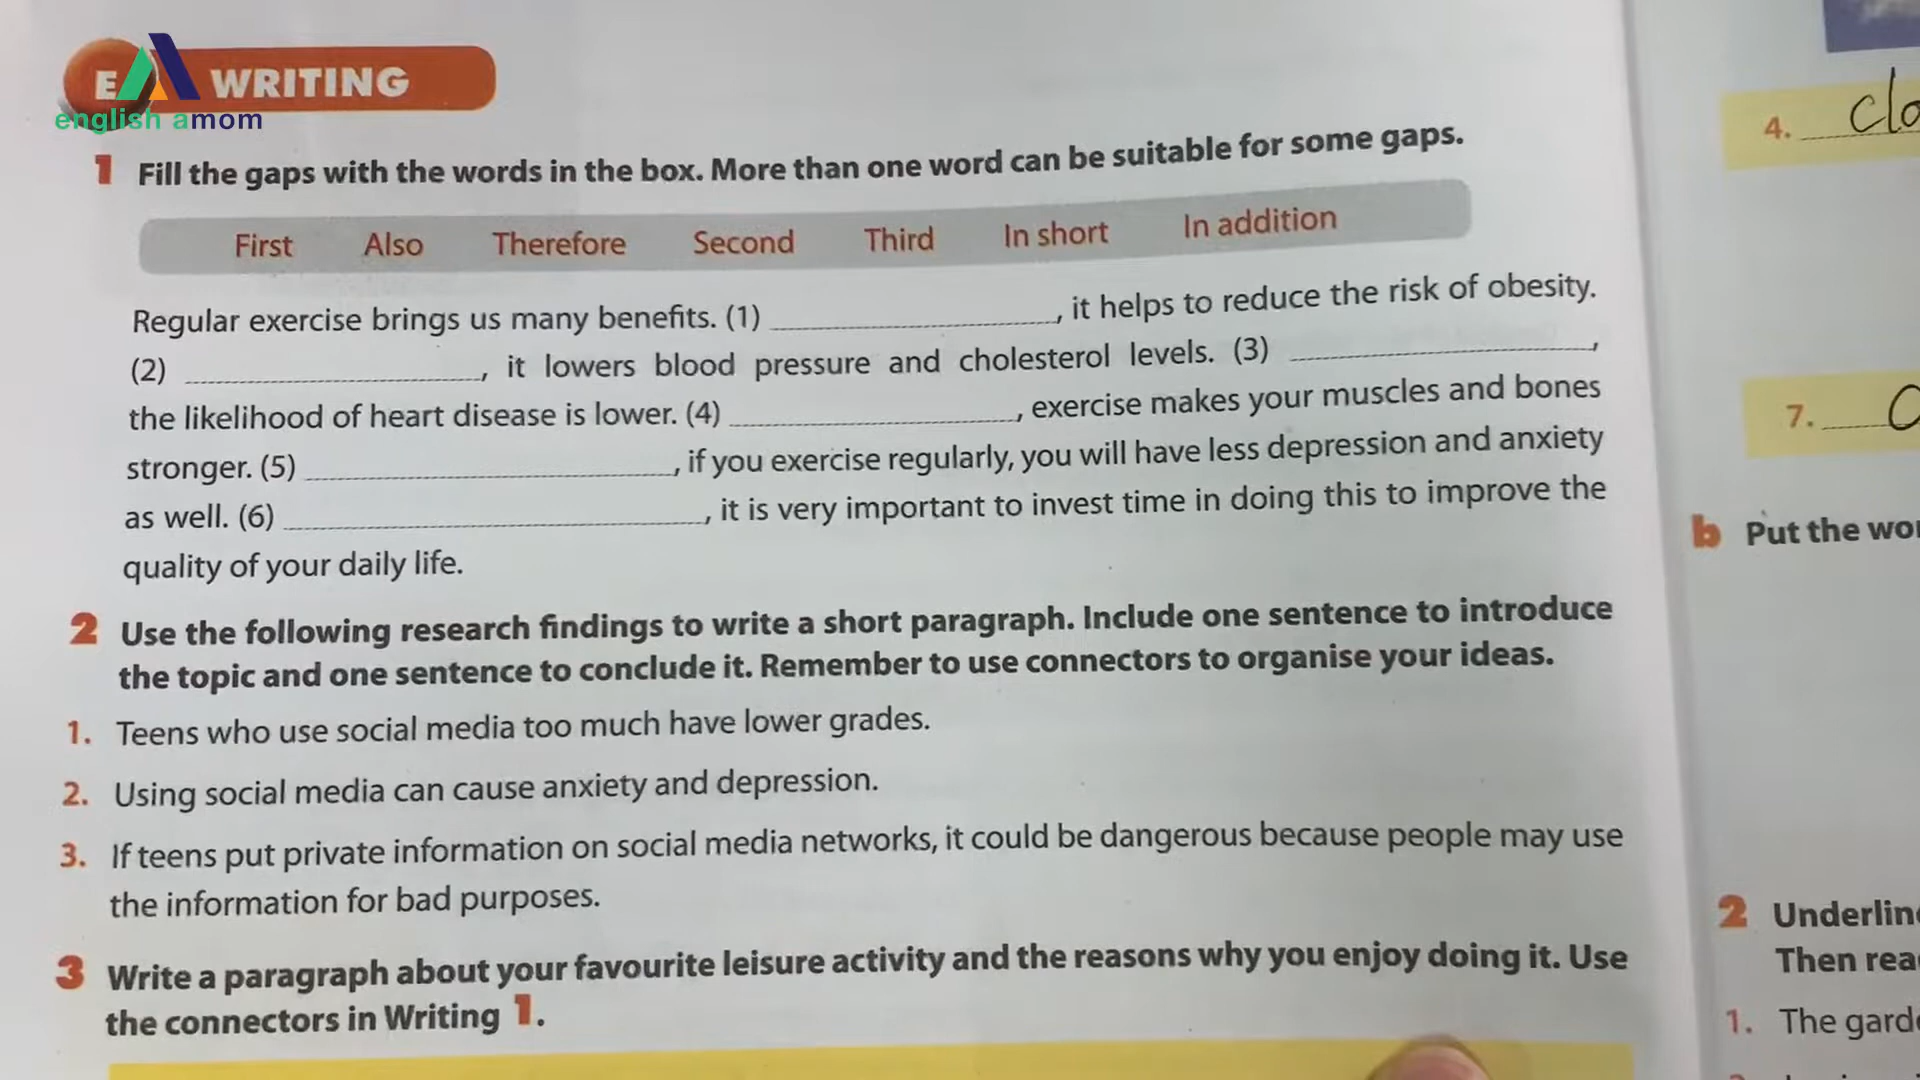 E WRITING
english amom
1 Fill the gaps with the words in the box. More than one word can be suitable for some gaps.
First Also Therefore Second Third In short In addition
Regular exercise brings us many benefits. (1) , it helps to reduce the risk of obesity.
(2) , it lowers blood pressure and cholesterol levels. (3) ,
the likelihood of heart disease is lower. (4) , exercise makes your muscles and bones
stronger. (5) , if you exercise regularly, you will have less depression and anxiety
as well. (6) , it is very important to invest time in doing this to improve the
quality of your daily life.
2 Use the following research findings to write a short paragraph. Include one sentence to introduce
the topic and one sentence to conclude it. Remember to use connectors to organise your ideas.
1. Teens who use social media too much have lower grades.
2. Using social media can cause anxiety and depression.
3. If teens put private information on social media networks, it could be dangerous because people may use
the information for bad purposes.
3 Write a paragraph about your favourite leisure activity and the reasons why you enjoy doing it. Use
the connectors in Writing 1.
4. clo
7.
b Put the wor
2 Underlin
Then rea
1. The gard